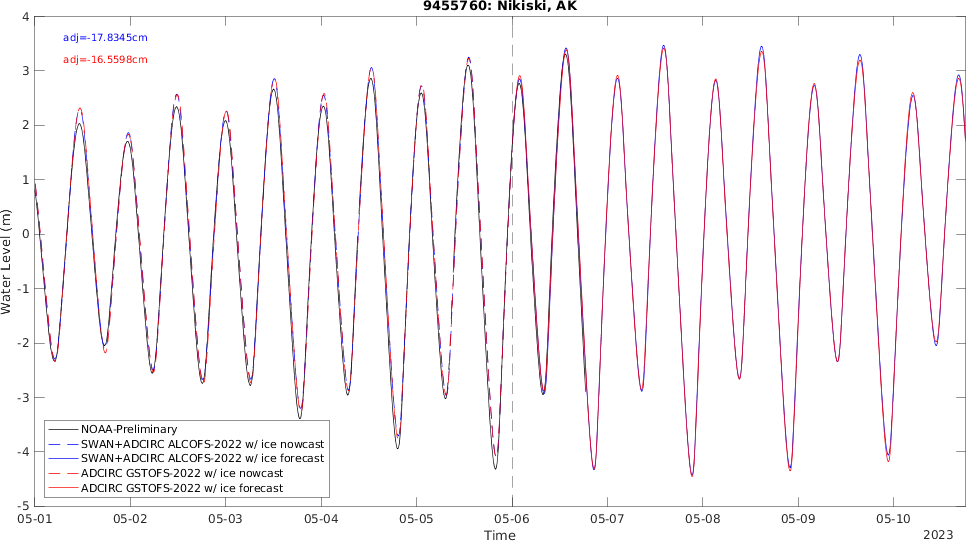 9455760: Nikiski, AK
adj=-17.8345cm
adj=-16.5598cm
4
3
2
1
0
-1
-2
-3
-4
-5
Water Level (m)
NOAA-Preliminary
SWAN+ADCIRC ALCOFS-2022 w/ ice nowcast
SWAN+ADCIRC ALCOFS-2022 w/ ice forecast
ADCIRC GSTOFS-2022 w/ ice nowcast
ADCIRC GSTOFS-2022 w/ ice forecast
05-01 05-02 05-03 05-04 05-05 05-06 05-07 05-08 05-09 05-10
Time
2023